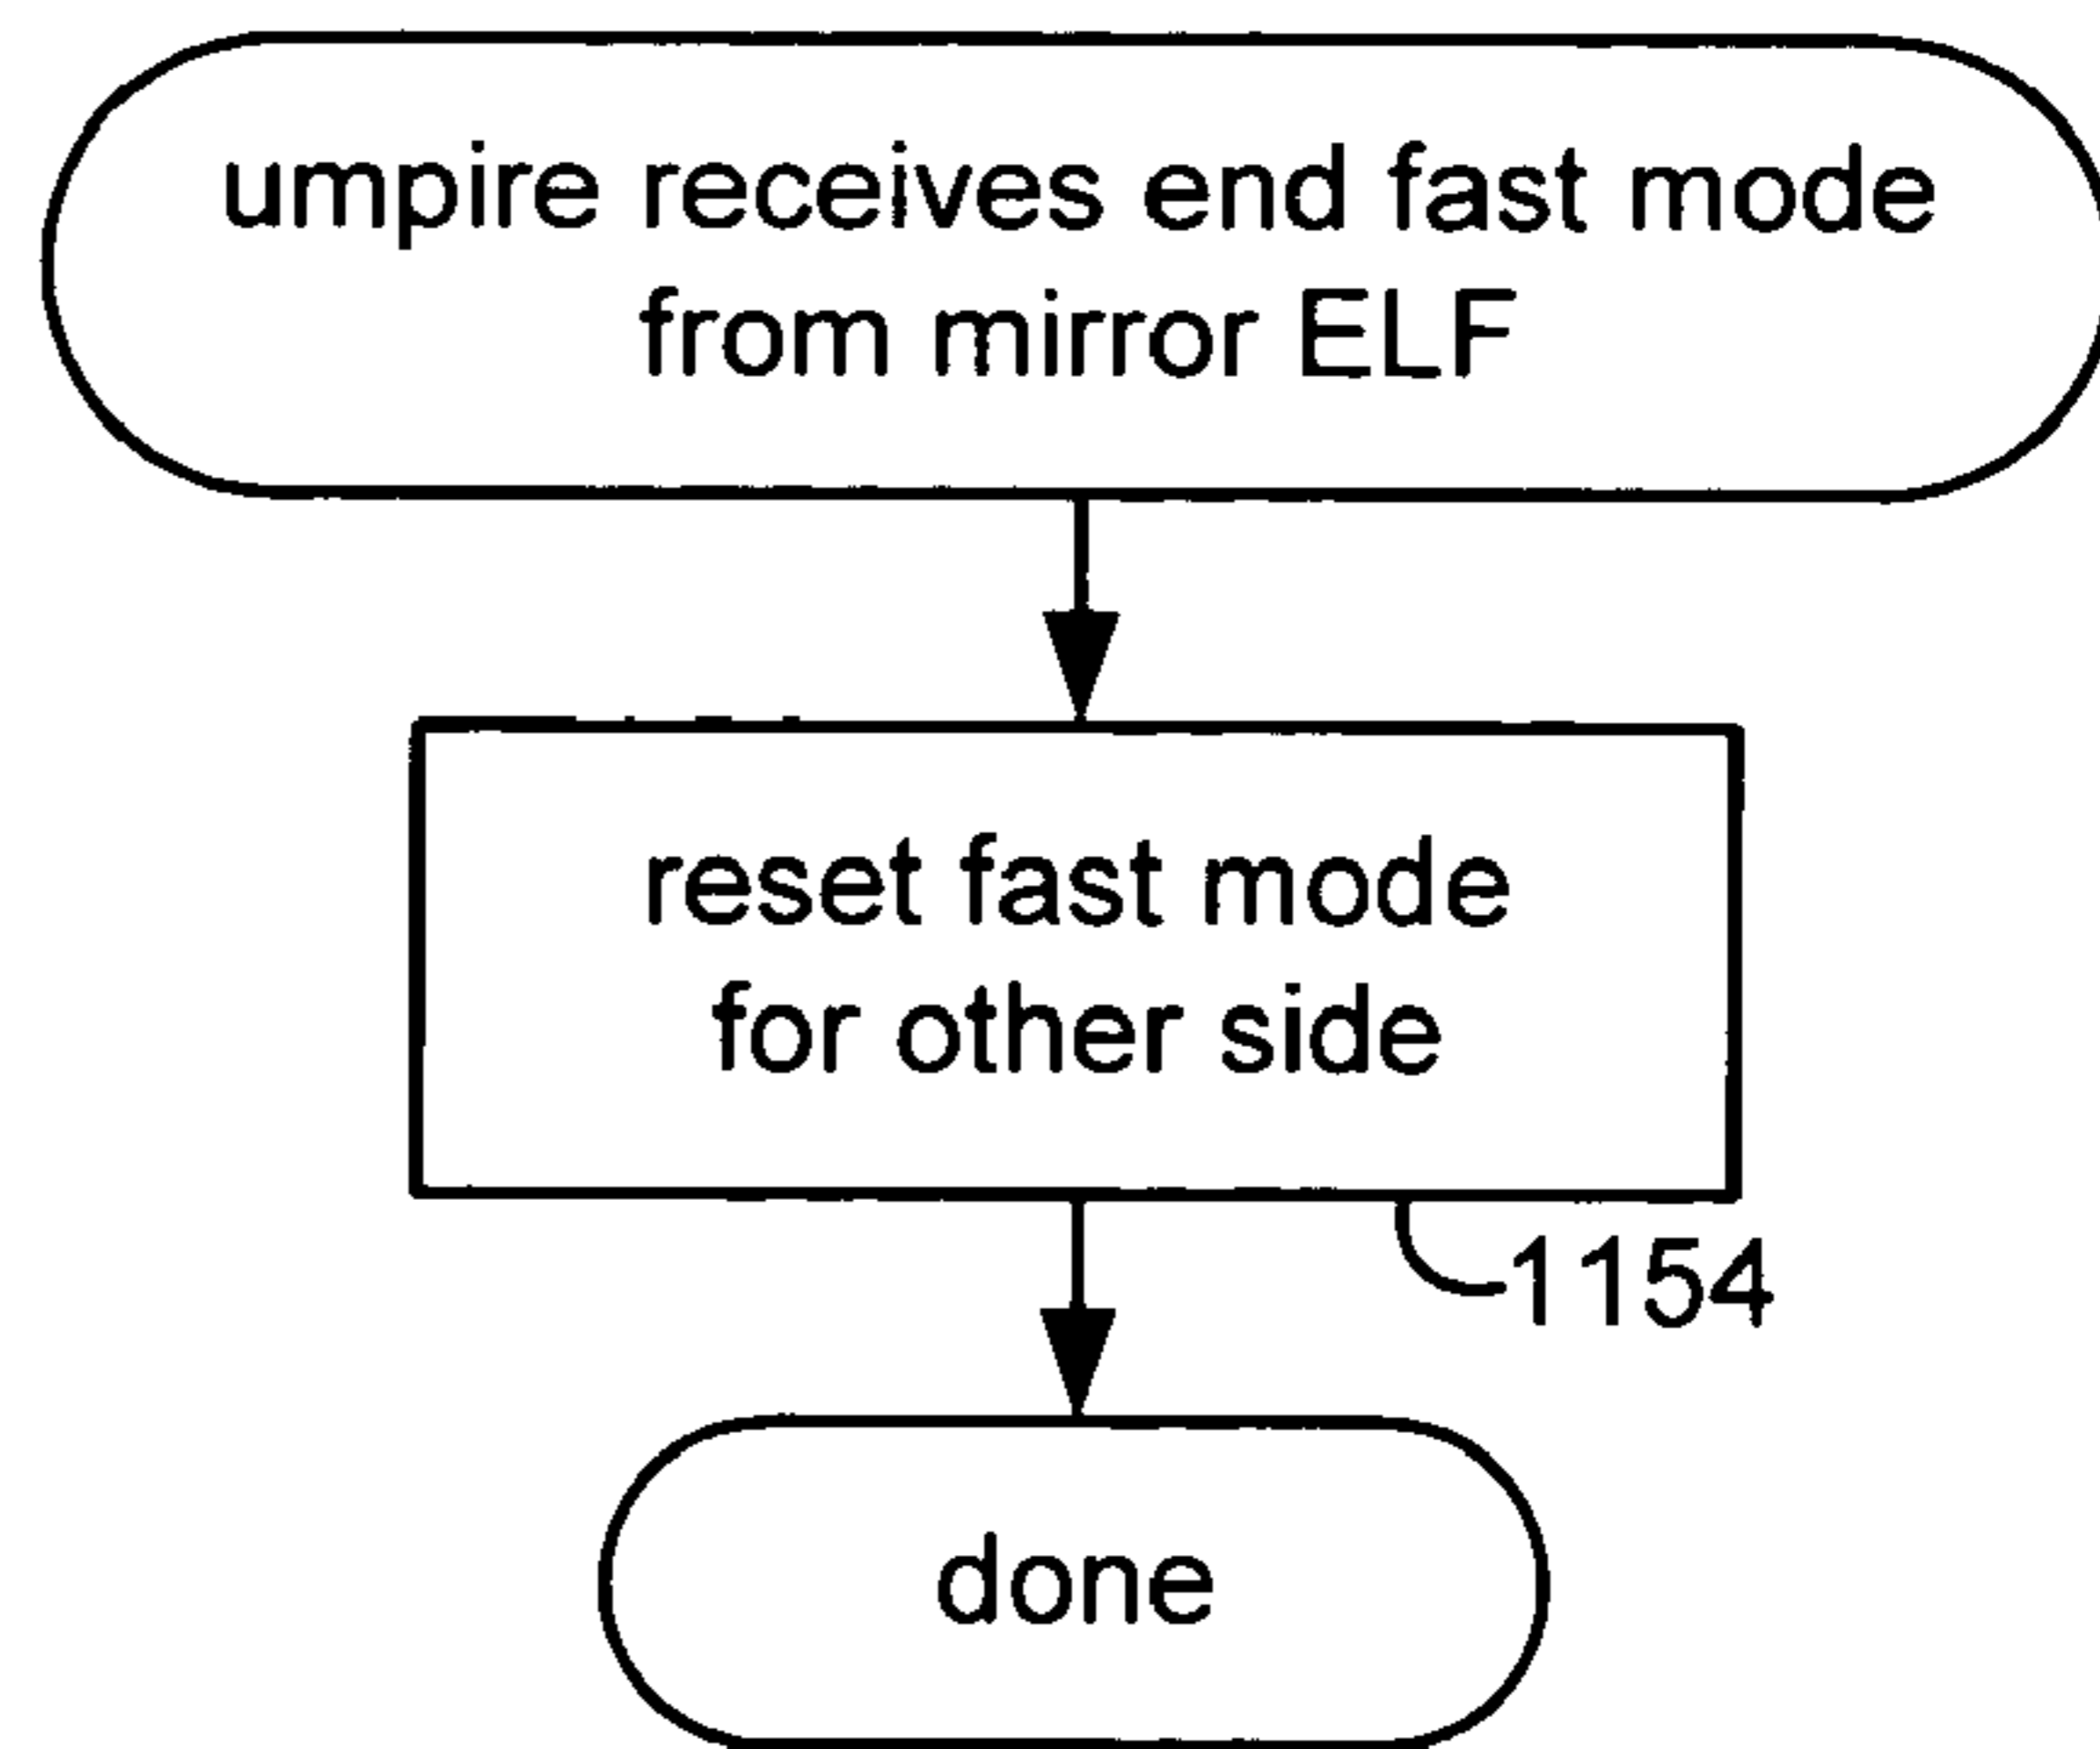 umpire receives end fast mode
from mirror ELF
reset fast mode
for other side
1154
done